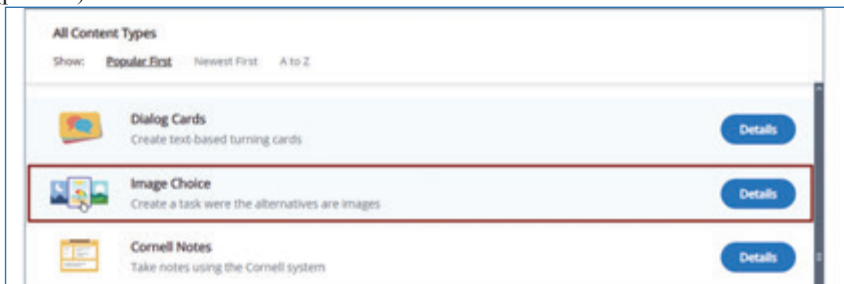 All Content Types
Show: Popular First Newest First A to Z
Dialog Cards
Create text-based turning cards
Details
Image Choice
Create a task were the alternatives are images
Details
Cornell Notes
Take notes using the Cornell system
Details